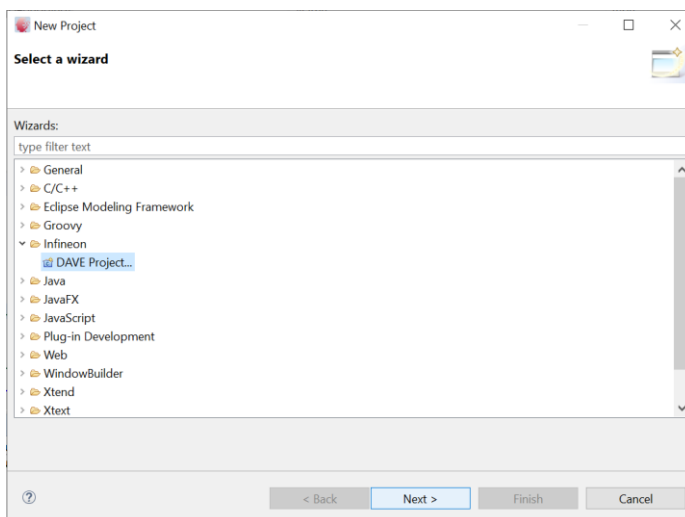 New Project
Select a wizard
Wizards:
type filter text
General
C/C++
Eclipse Modeling Framework
Groovy
Infineon
DAVE Project...
Java
JavaFX
JavaScript
Plug-in Development
Web
WindowBuilder
Xtend
Xtext
? < Back Next > Finish Cancel